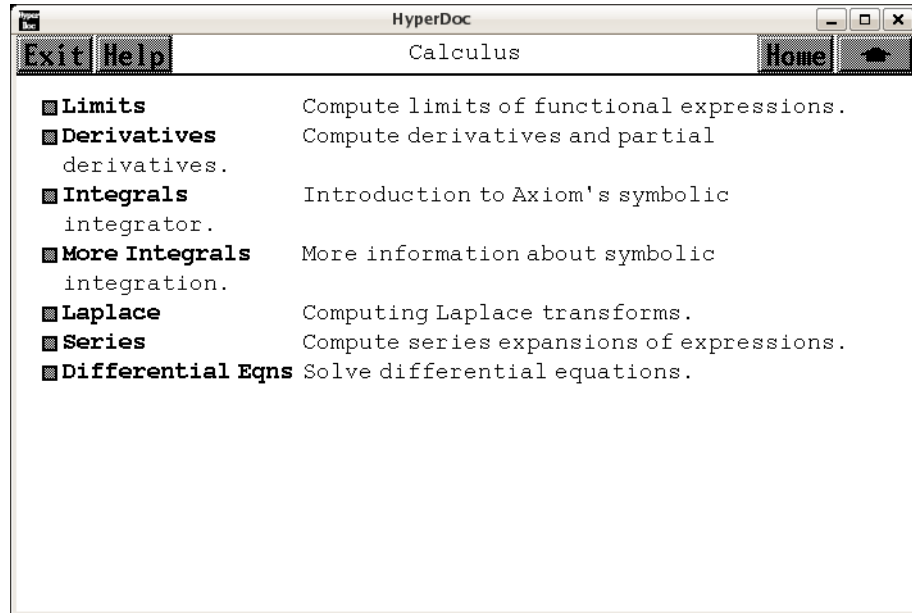 Hyper Doc
HyperDoc
Exit Help Calculus Home
Limits Compute limits of functional expressions.
Derivatives Compute derivatives and partial
derivatives.
Integrals Introduction to Axiom's symbolic
integrator.
More Integrals More information about symbolic
integration.
Laplace Computing Laplace transforms.
Series Compute series expansions of expressions.
Differential Eqns Solve differential equations.